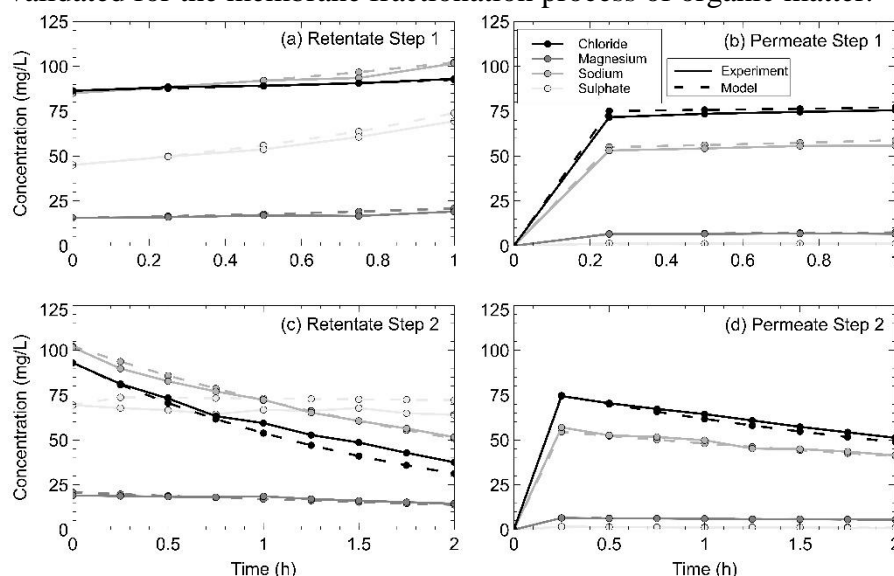 validated for the membrane fractionation process of organic matter.
(a) Retentate Step 1
(b) Permeate Step 1
Chloride
Magnesium
Sodium
Sulphate
Experiment
Model
Concentration (mg/L)
125
100
75
50
25
0
0 0.2 0.4 0.6 0.8 1
125
100
75
50
25
0
0 0.2 0.4 0.6 0.8 1
(c) Retentate Step 2
(d) Permeate Step 2
Concentration (mg/L)
125
100
75
50
25
0
0 0.5 1 1.5 2
Time (h)
125
100
75
50
25
0
0 0.5 1 1.5 2
Time (h)